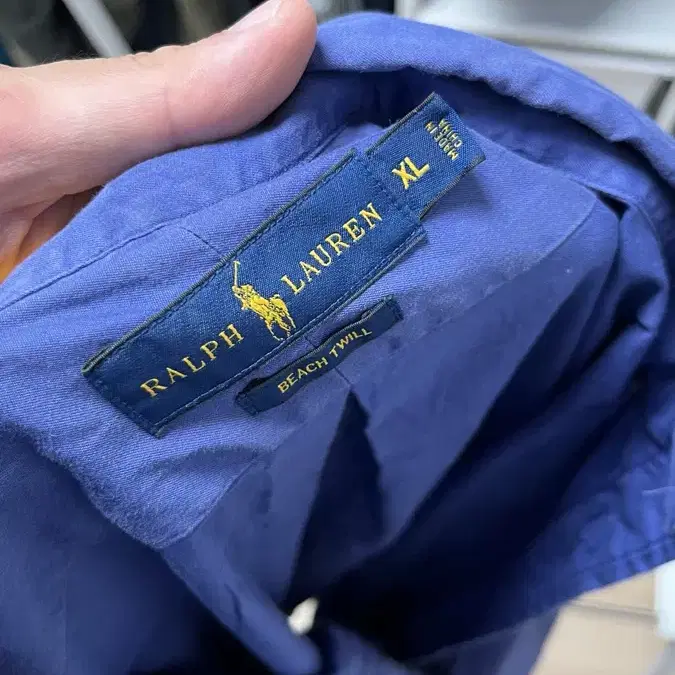 RALPH LAUREN
XL
MADE IN
CHINA
BEACH TWILL